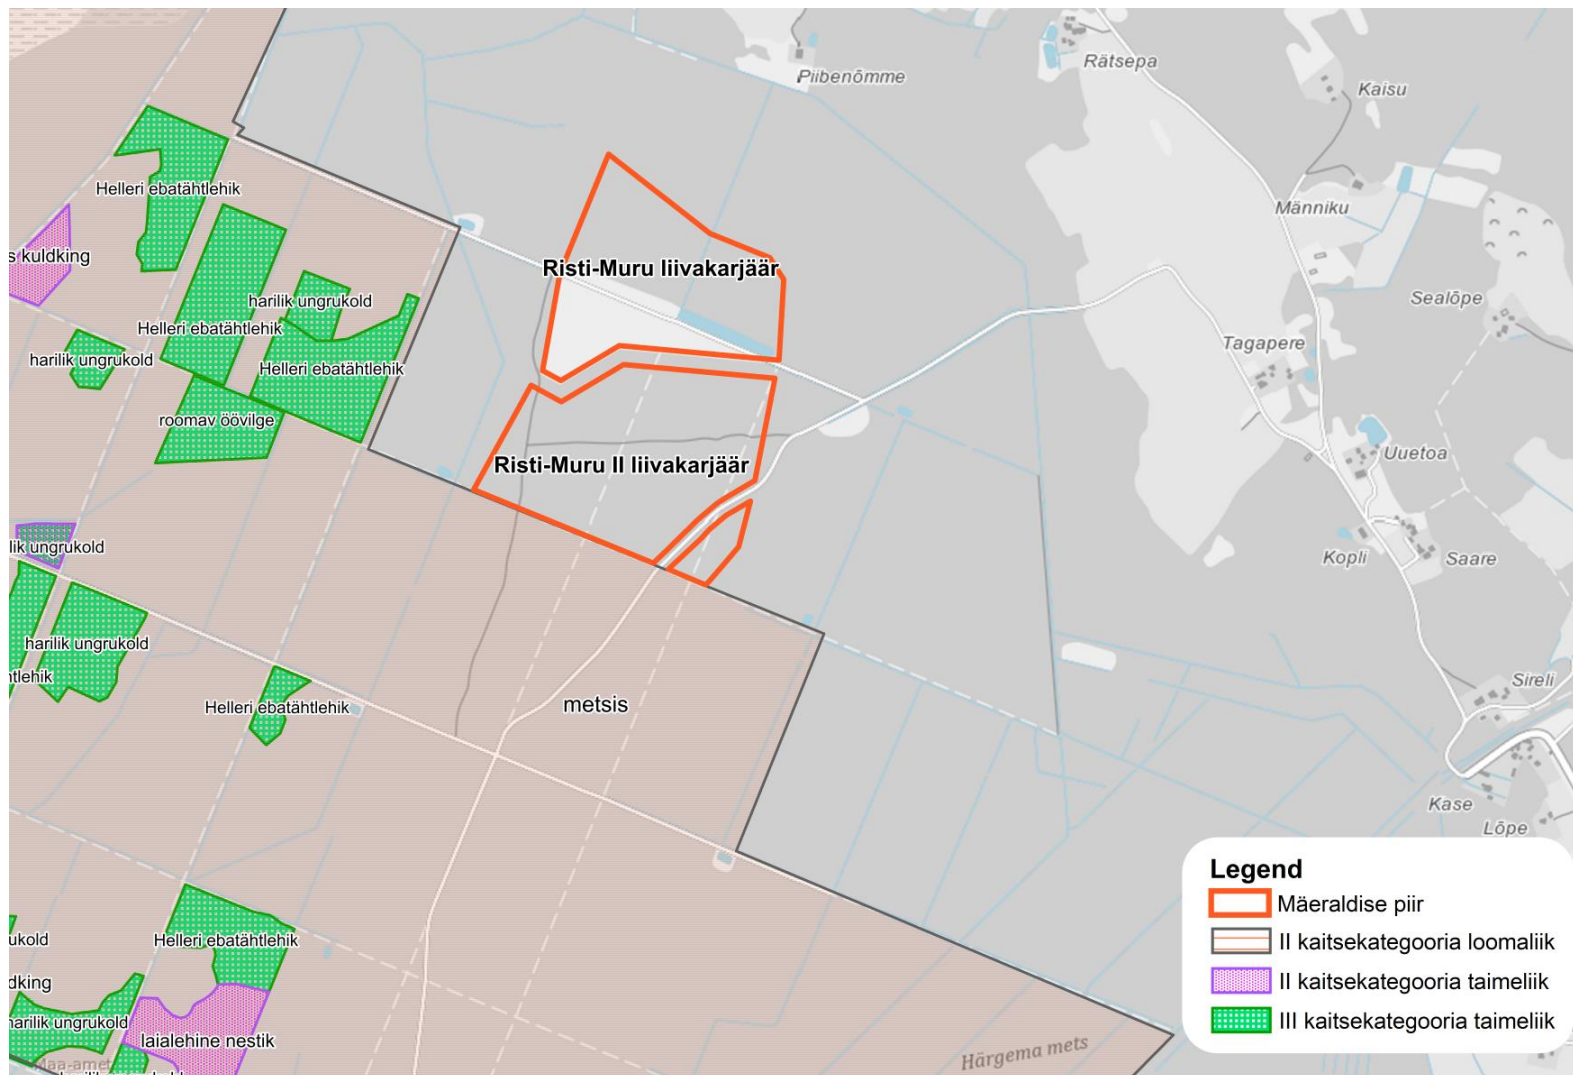 Piibenõmme
Rätsepa
Kaisu
Helleri ebatähtlehik
Männiku
s kuldking
Risti-Muru liivakarjäär
harilik ungrukold
Sealõpe
Helleri ebatähtlehik
Tagapere
harilik ungrukold
Helleri ebatähtlehik
roomav öövilge
Uuetoa
Risti-Muru II liivakarjäär
lik ungrukold
Kopli
Saare
harilik ungrukold
ntlehik
Sireli
Helleri ebatähtlehik
metsis
Kase
Lõpe
Legend
Mäeraldise piir
II kaitsekategooria loomaliik
II kaitsekategooria taimeliik
III kaitsekategooria taimeliik
ukold
Helleri ebatähtlehik
dking
harilik ungrukold
laialehine nestik
Härgema mets
Maa-amet